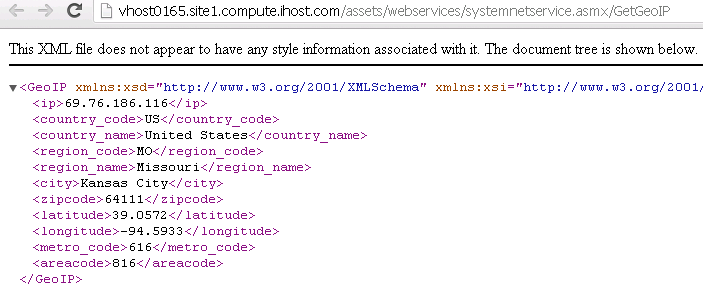 vhost0165.site1.compute.ihost.com/assets/webservices/systemnetservice.asmx/GetGeoIP
This XML file does not appear to have any style information associated with it. The document tree is shown below.
▼<GeoIP xmlns:xsd="http://www.w3.org/2001/XMLSchema" xmlns:xsi="http://www.w3.org/2001/
<ip>69.76.186.116</ip>
<country_code>US</country_code>
<country_name>United States</country_name>
<region_code>MO</region_code>
<region_name>Missouri</region_name>
<city>Kansas City</city>
<zipcode>64111</zipcode>
<latitude>39.0572</latitude>
<longitude>-94.5933</longitude>
<metro_code>616</metro_code>
<areacode>816</areacode>
</GeoIP>